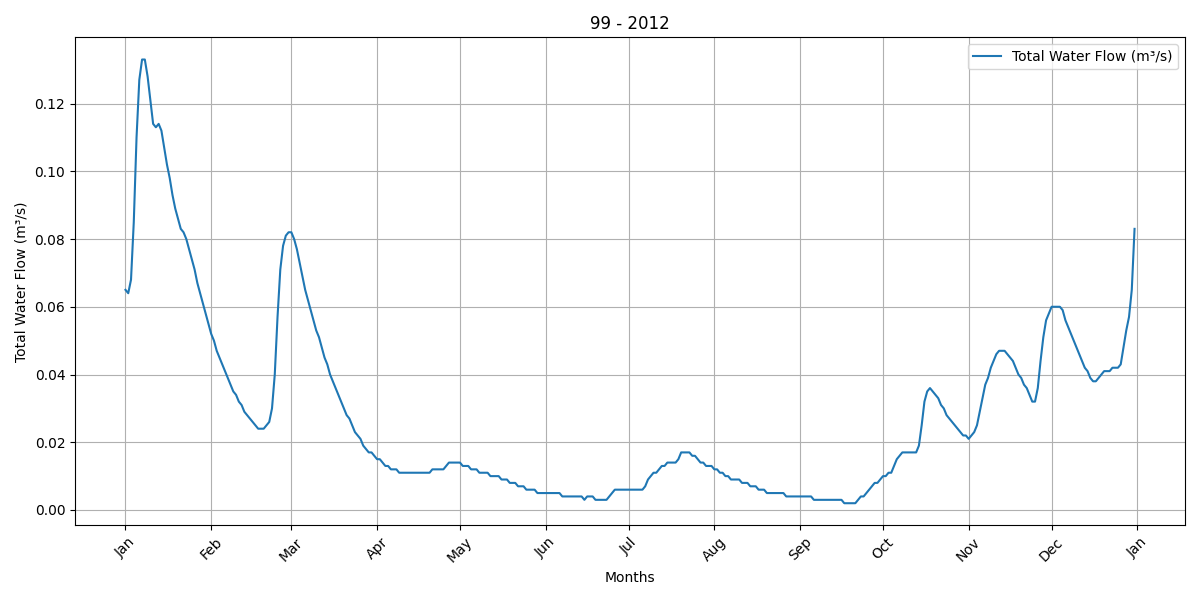 99 - 2012
Total Water Flow (m³/s)
Total Water Flow (m³/s)
0.12
0.10
0.08
0.06
0.04
0.02
0.00
Jan Feb Mar Apr May Jun Jul Aug Sep Oct Nov Dec Jan
Months